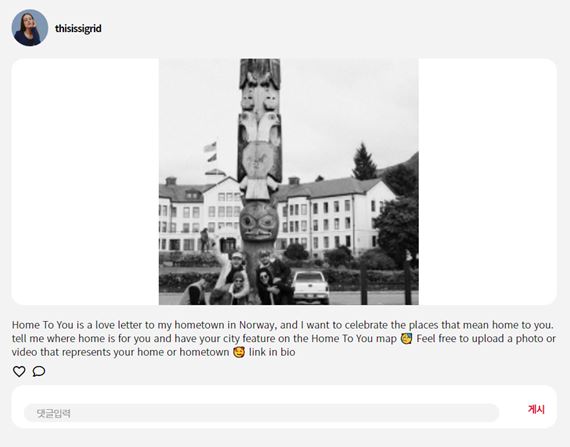 thisissigrid
Home To You is a love letter to my hometown in Norway, and I want to celebrate the places that mean home to you.
tell me where home is for you and have your city feature on the Home To You map 🥲 Feel free to upload a photo or
video that represents your home or hometown 🥰 link in bio
댓글입력
게시